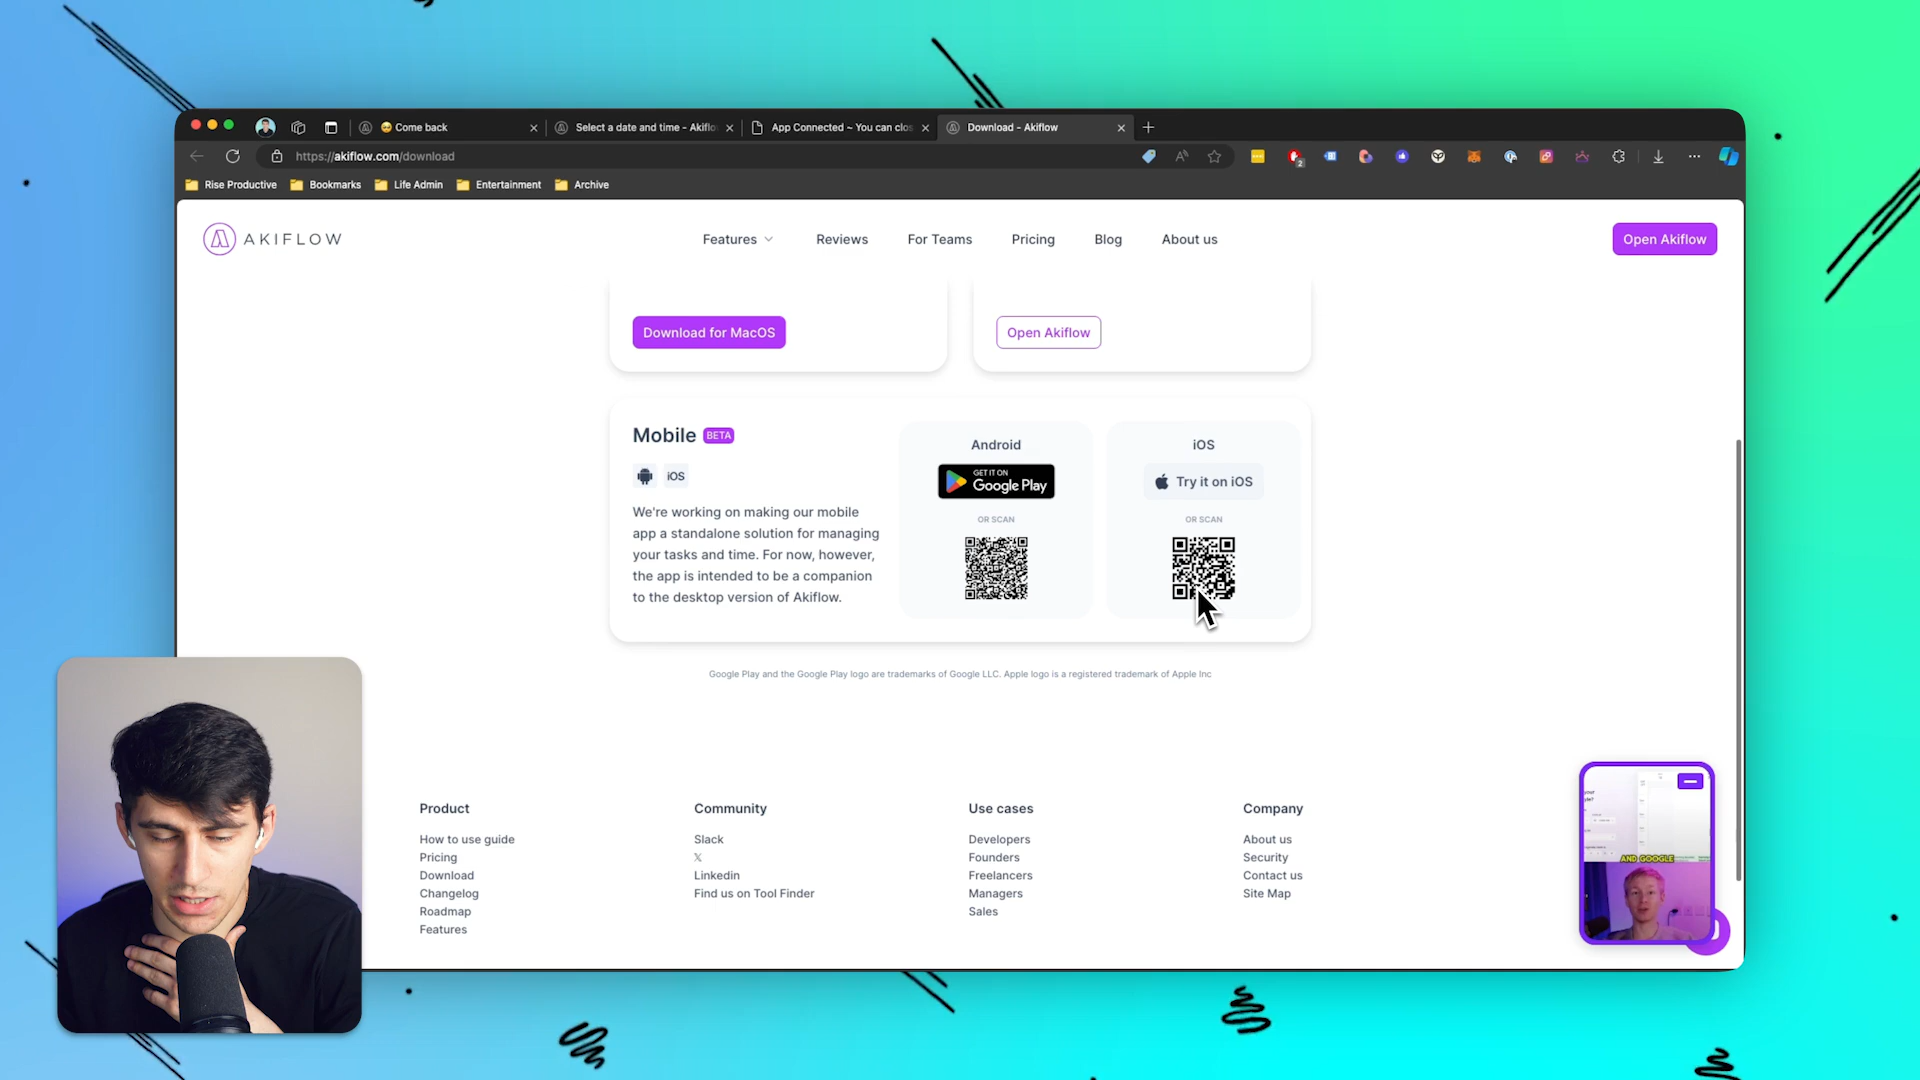 🥺 Come back
Select a date and time - Akiflo
App Connected ~ You can clos
Download - Akiflow
https://akiflow.com/download
2
Rise Productive
Bookmarks
Life Admin
Entertainment
Archive
AKIFLOW
Features
Reviews
For Teams
Pricing
Blog
About us
Open Akiflow
Download for MacOS
Open Akiflow
Mobile BETA
iOS
We're working on making our mobile
app a standalone solution for managing
your tasks and time. For now, however,
the app is intended to be a companion
to the desktop version of Akiflow.
Android
GET IT ON
Google Play
OR SCAN
iOS
Try it on iOS
OR SCAN
Google Play and the Google Play logo are trademarks of Google LLC. Apple logo is a registered trademark of Apple Inc
Product
How to use guide
Pricing
Download
Changelog
Roadmap
Features
Community
Slack
𝕏
Linkedin
Find us on Tool Finder
Use cases
Developers
Founders
Freelancers
Managers
Sales
Company
About us
Security
Contact us
Site Map
AND GOOGLE